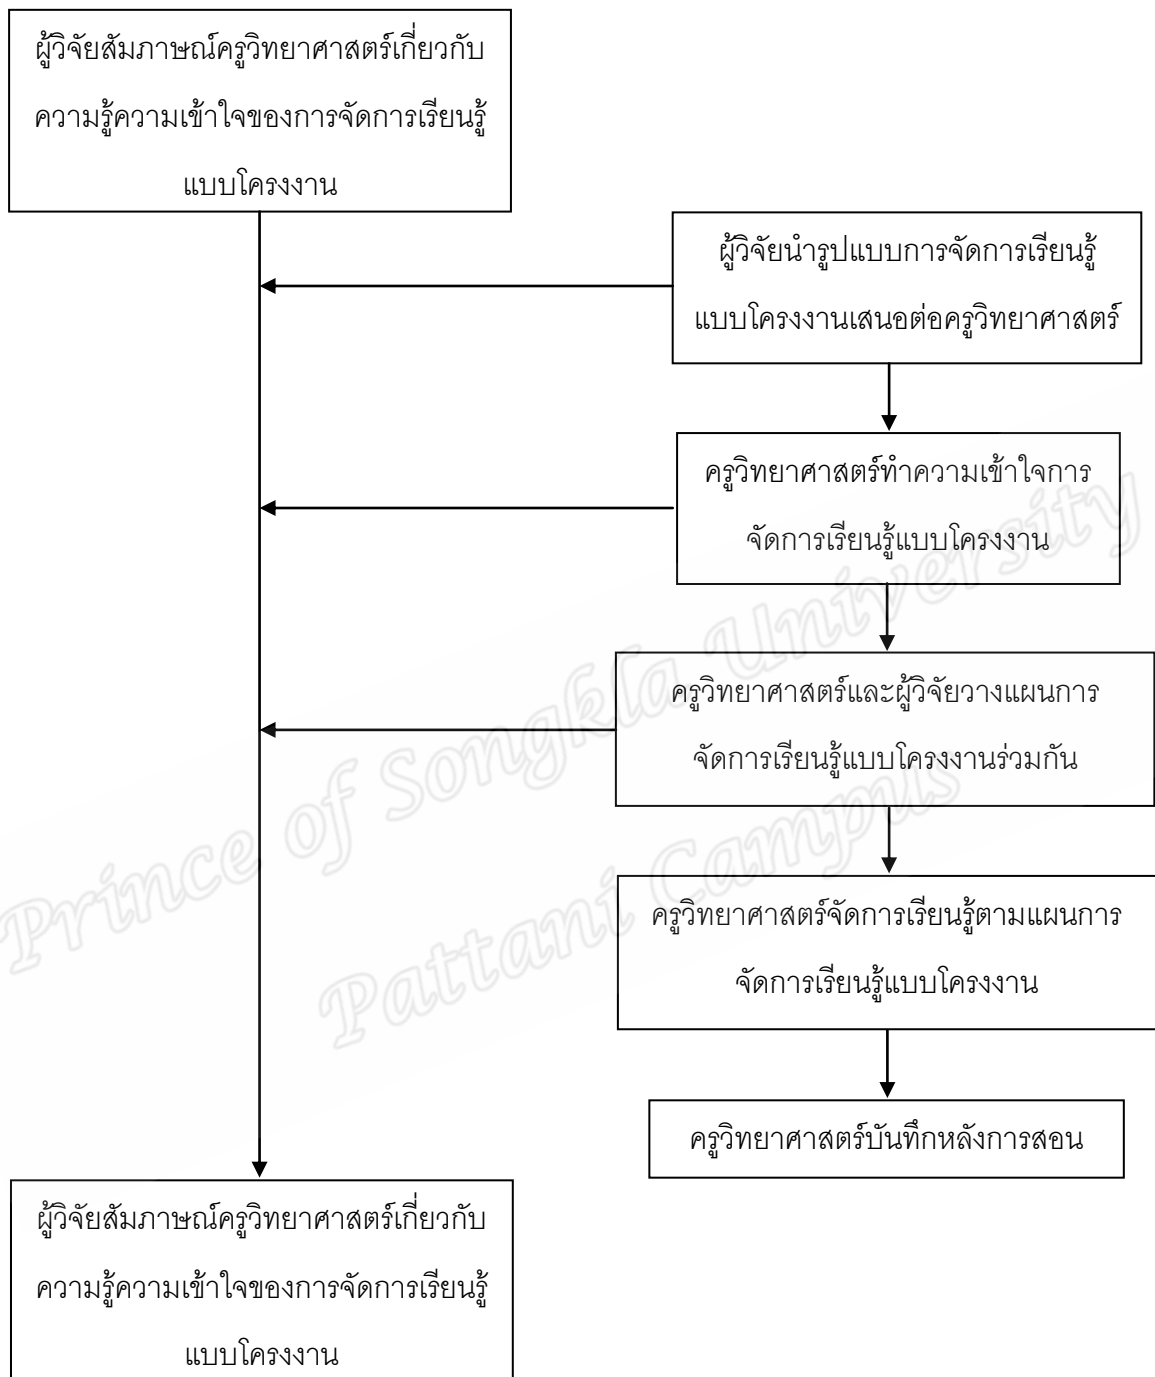 ผู้วิจัยสัมภาษณ์ครูวิทยาศาสตร์เกี่ยวกับ
ความรู้ความเข้าใจของการจัดการเรียนรู้
แบบโครงงาน
ผู้วิจัยนำรูปแบบการจัดการเรียนรู้
แบบโครงงานเสนอต่อครูวิทยาศาสตร์
ครูวิทยาศาสตร์ทำความเข้าใจการ
จัดการเรียนรู้แบบโครงงาน
ครูวิทยาศาสตร์และผู้วิจัยวางแผนการ
จัดการเรียนรู้แบบโครงงานร่วมกัน
ครูวิทยาศาสตร์จัดการเรียนรู้ตามแผนการ
จัดการเรียนรู้แบบโครงงาน
ครูวิทยาศาสตร์บันทึกหลังการสอน
ผู้วิจัยสัมภาษณ์ครูวิทยาศาสตร์เกี่ยวกับ
ความรู้ความเข้าใจของการจัดการเรียนรู้
แบบโครงงาน
Prince of Songkla University
Pattani Campus